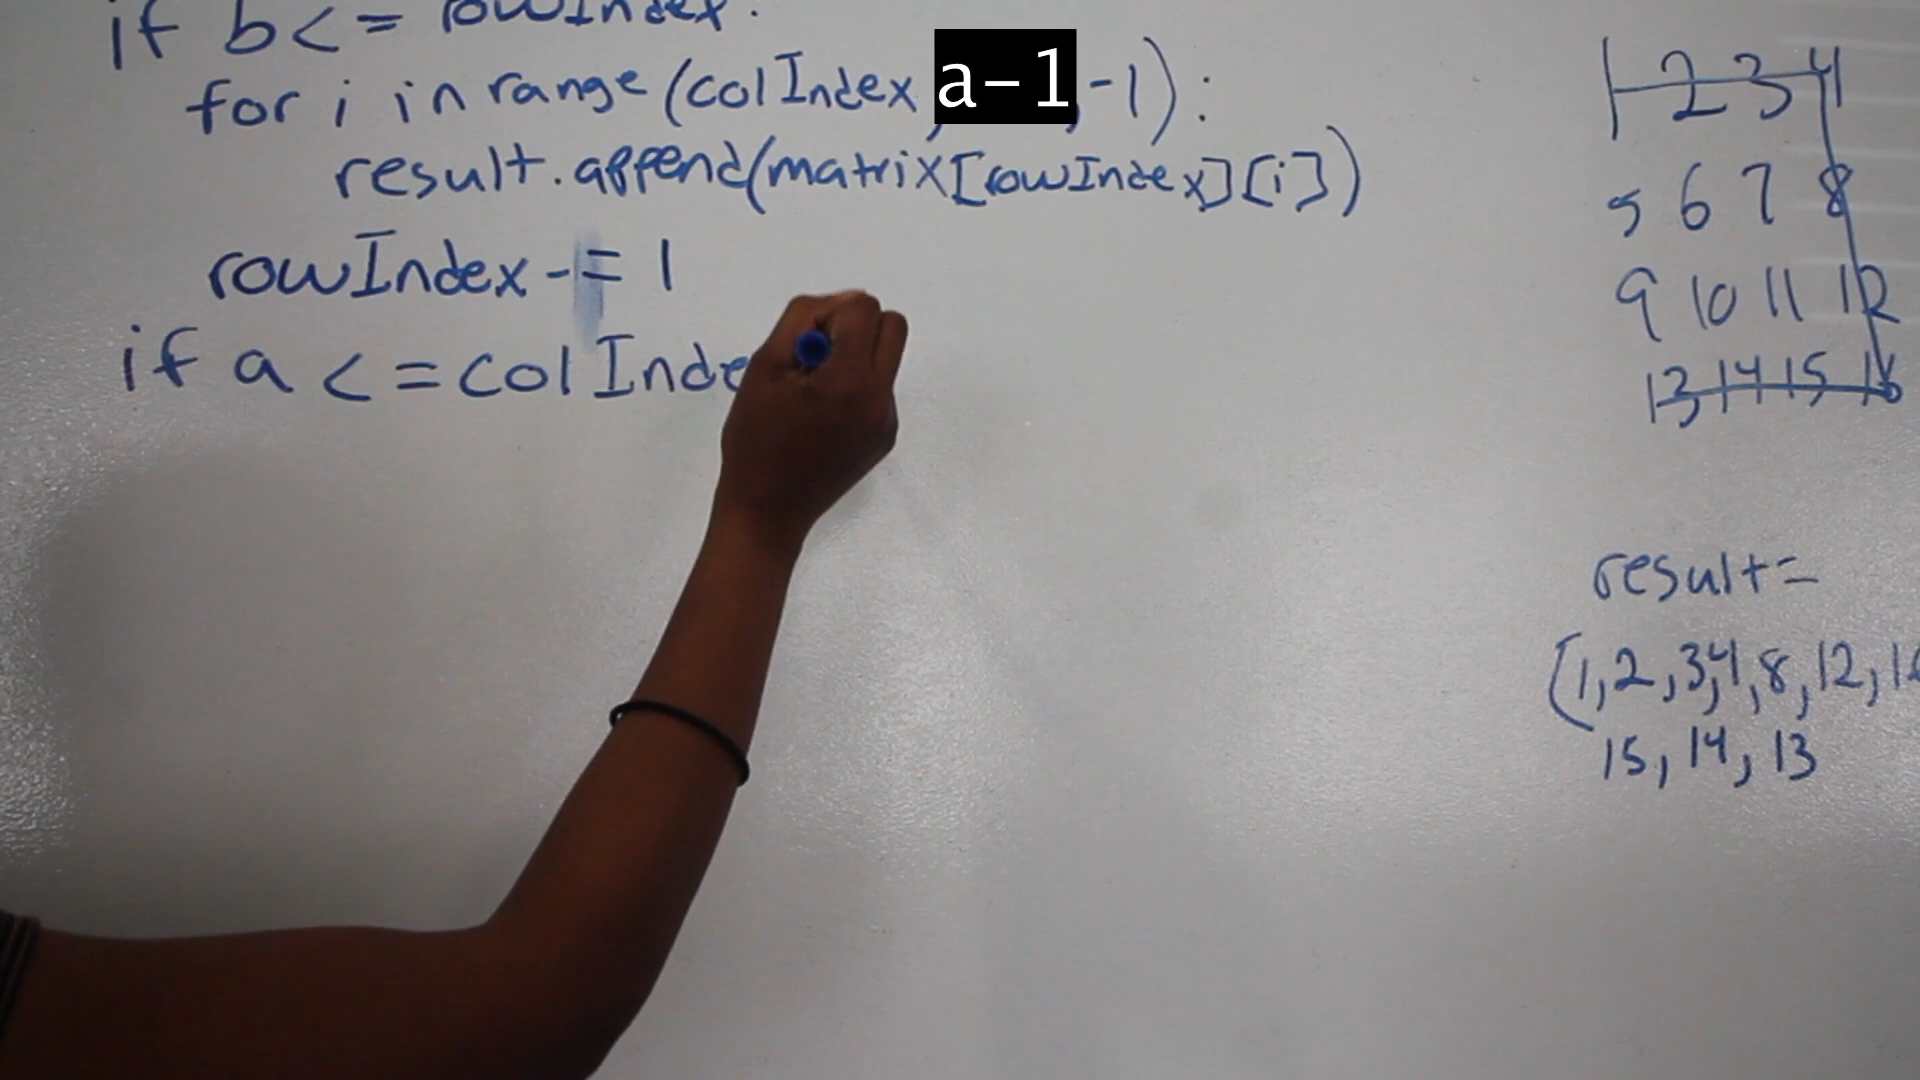 if b <= rowIndex:
for i in range (colIndex, a-1, -1):
result.append(matrix[rowIndex][i])
rowIndex -= 1
if a <= colInde
1 2 3 4
5 6 7 8
9 10 11 12
13 14 15 16
result=
[1,2,3,4,8,12,16
15, 14, 13